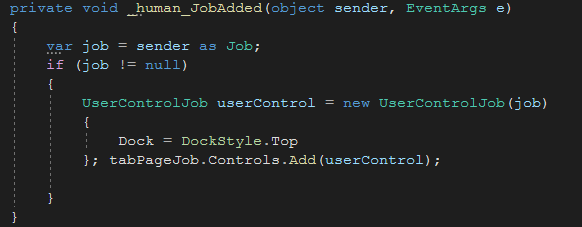 private void _human_JobAdded(object sender, EventArgs e)
{
var job = sender as Job;
if (job != null)
{
UserControlJob userControl = new UserControlJob(job)
{
Dock = DockStyle.Top
}; tabPageJob.Controls.Add(userControl);
}
}